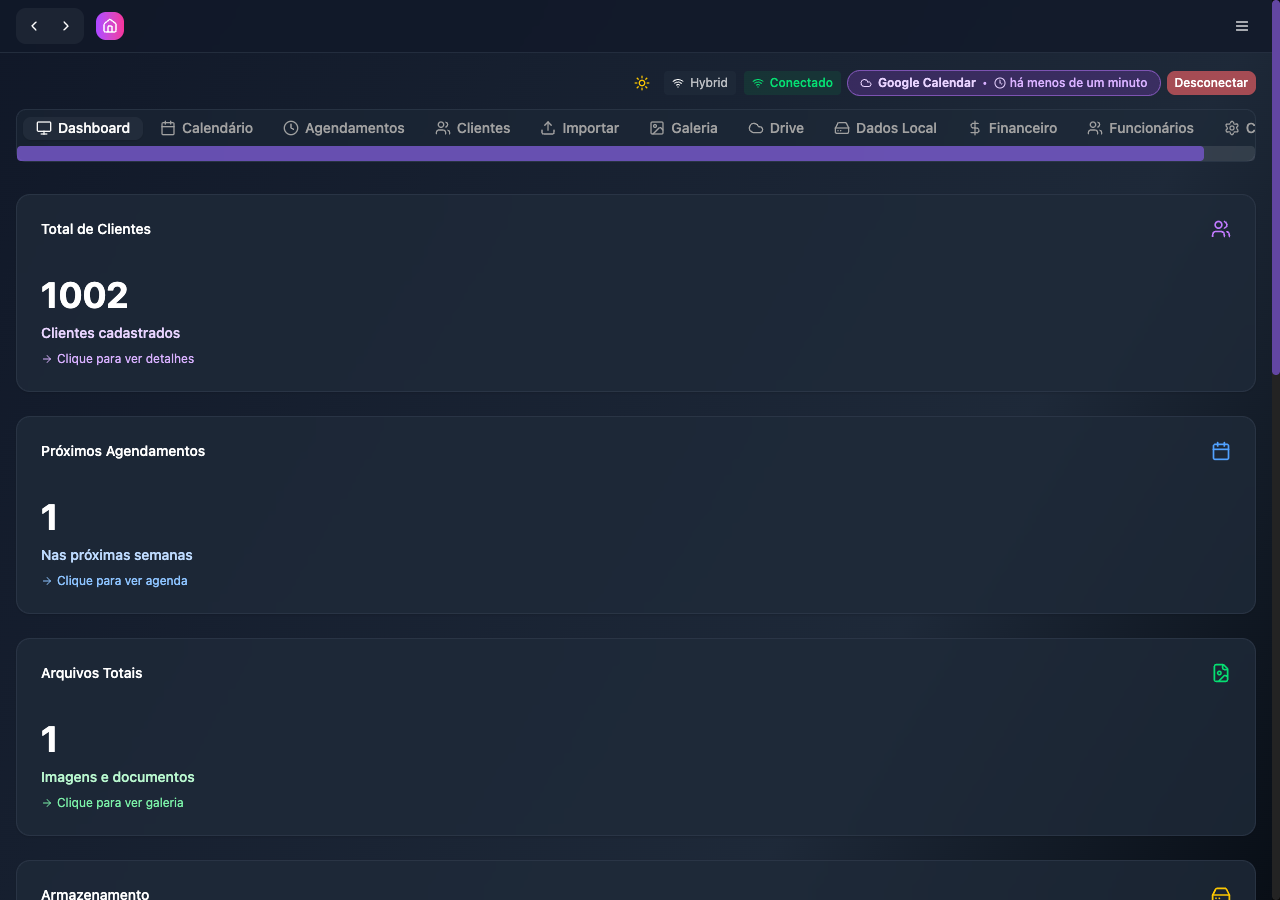 Hybrid Conectado Google Calendar • há menos de um minuto Desconectar
Dashboard Calendário Agendamentos Clientes Importar Galeria Drive Dados Local Financeiro Funcionários C
Total de Clientes
1002
Clientes cadastrados
→ Clique para ver detalhes
Próximos Agendamentos
1
Nas próximas semanas
→ Clique para ver agenda
Arquivos Totais
1
Imagens e documentos
→ Clique para ver galeria
Armazenamento